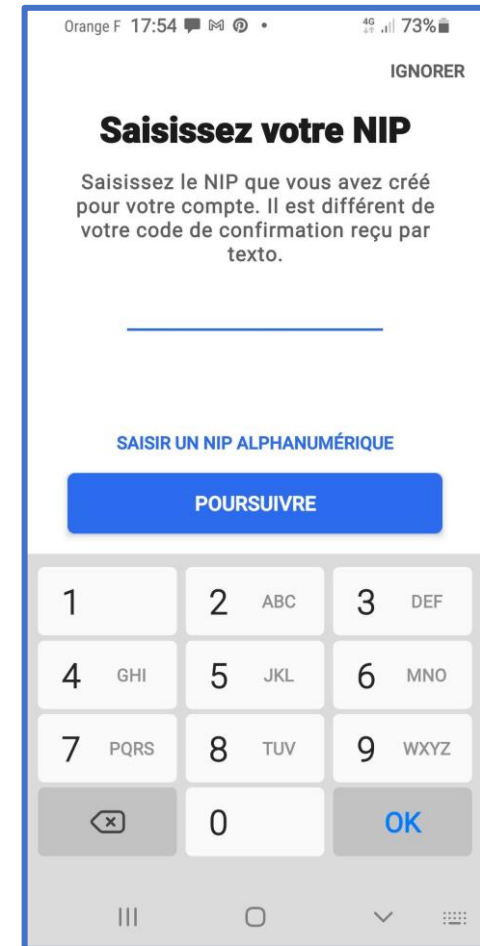 Orange F 17:54 4G 73%
IGNORER
Saisissez votre NIP
Saisissez le NIP que vous avez créé
pour votre compte. Il est différent de
votre code de confirmation reçu par
texto.
SAISIR UN NIP ALPHANUMÉRIQUE
POURSUIVRE
1 2 ABC 3 DEF
4 GHI 5 JKL 6 MNO
7 PQRS 8 TUV 9 WXYZ
0 OK